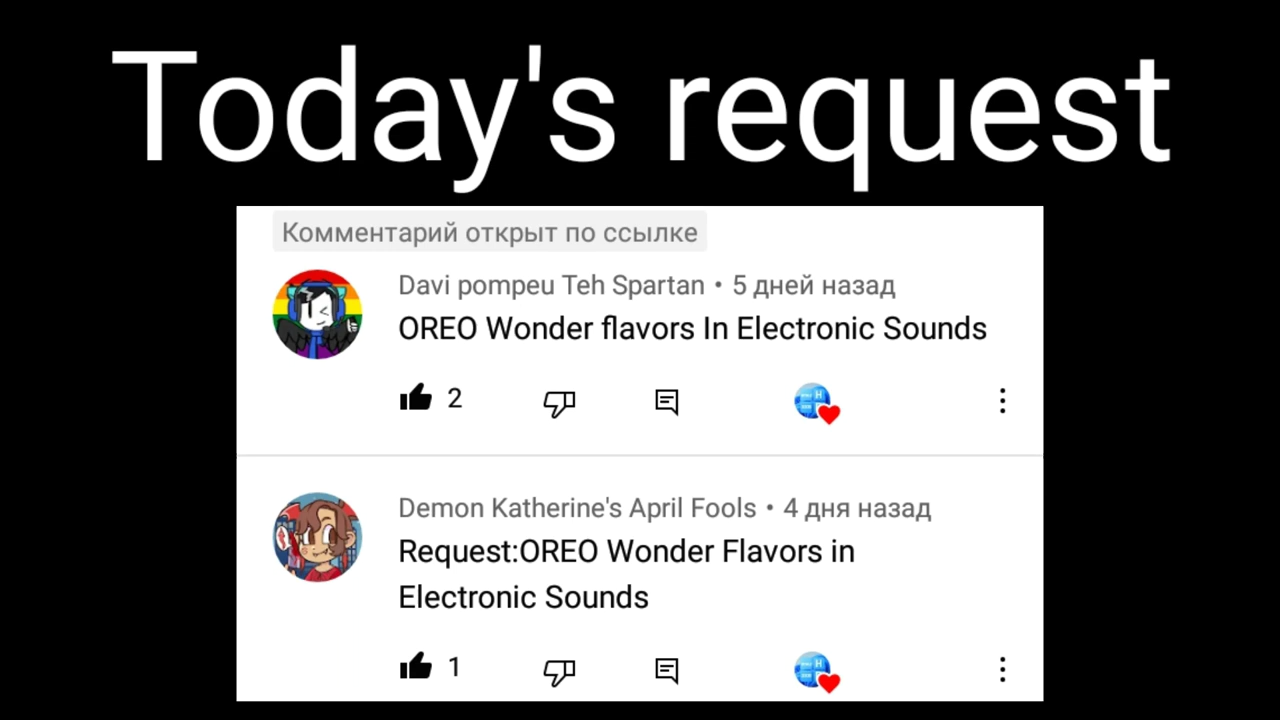 Today's request
Комментарий открыт по ссылке
Davi pompeu Teh Spartan • 5 дней назад
OREO Wonder flavors In Electronic Sounds
2
Demon Katherine's April Fools • 4 дня назад
Request:OREO Wonder Flavors in
Electronic Sounds
1